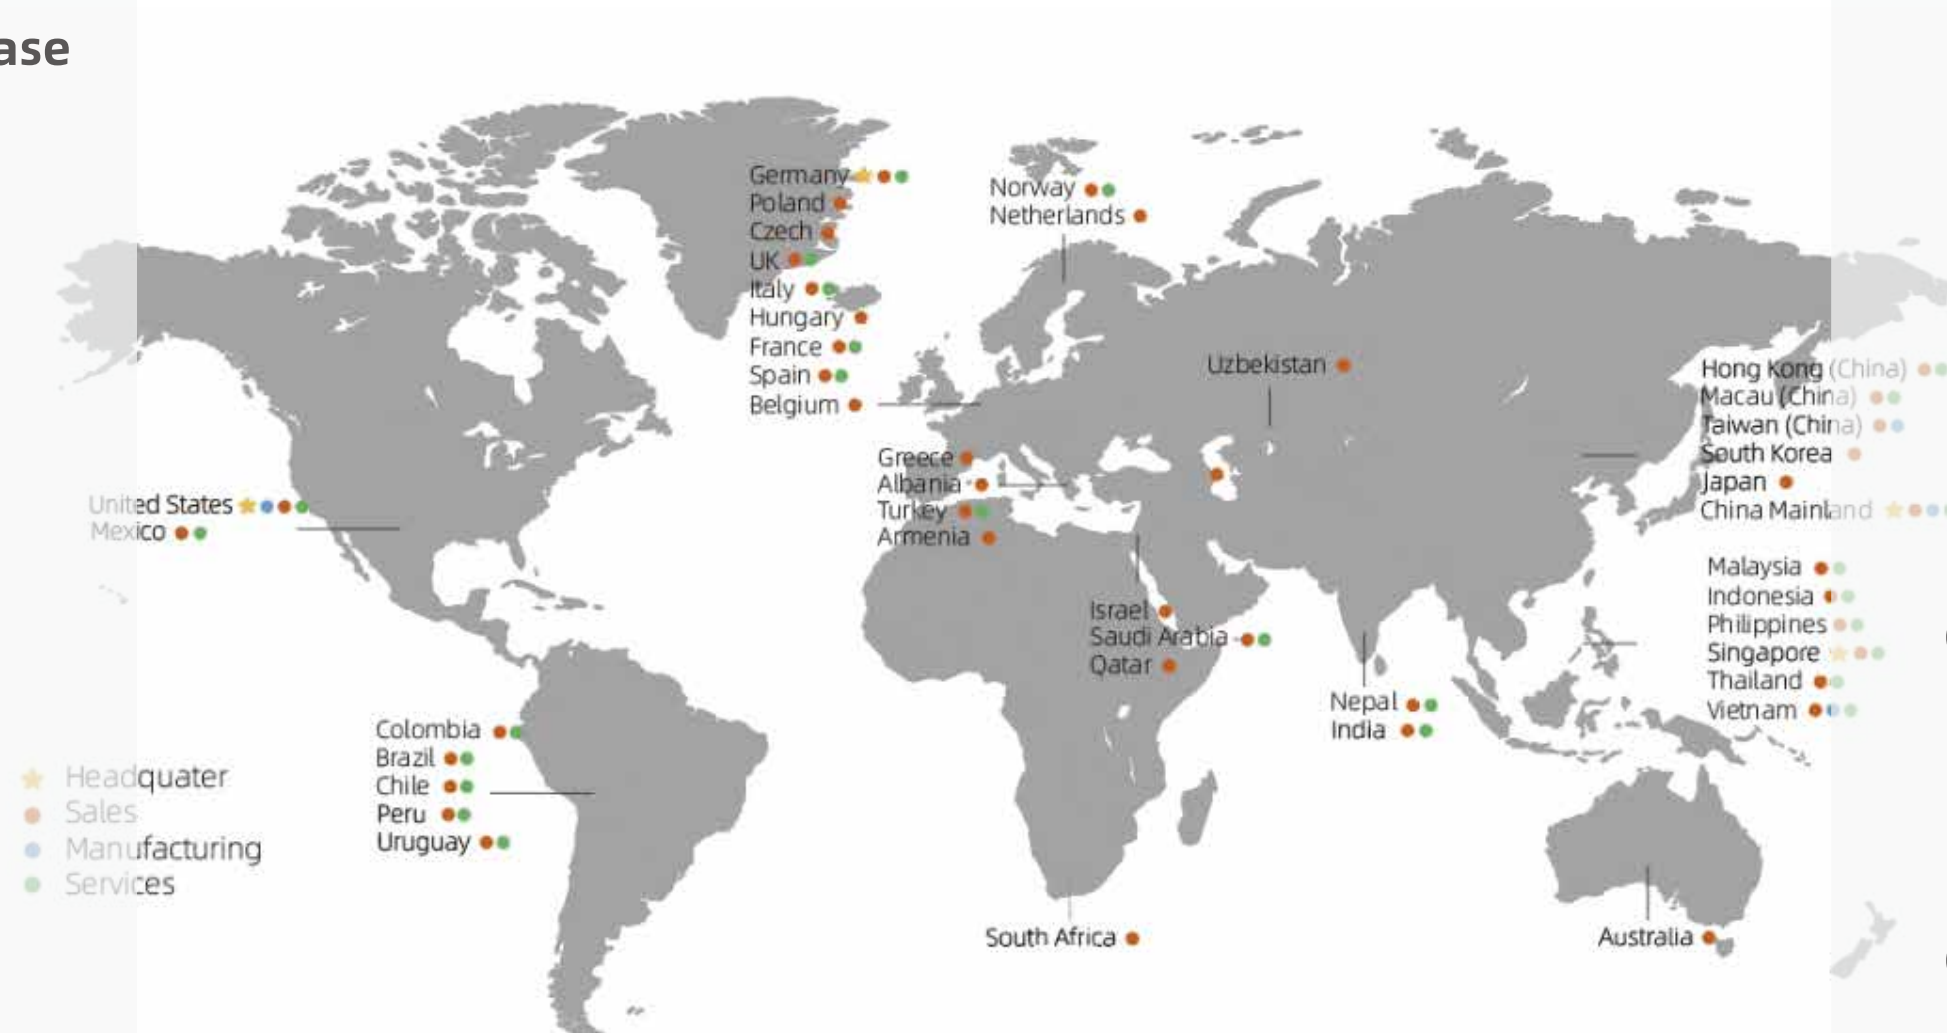 ase
Germany
Poland
Czech
UK
Italy
Hungary
France
Spain
Belgium
Norway
Netherlands
Uzbekistan
Hong Kong (China)
Macau (China)
Taiwan (China)
South Korea
Japan
China Mainland
Greece
Albania
Turkey
Armenia
United States
Mexico
Israel
Saudi Arabia
Qatar
Malaysia
Indonesia
Philippines
Singapore
Thailand
Vietnam
Nepal
India
Colombia
Brazil
Chile
Peru
Uruguay
Headquater
Sales
Manufacturing
Services
South Africa
Australia